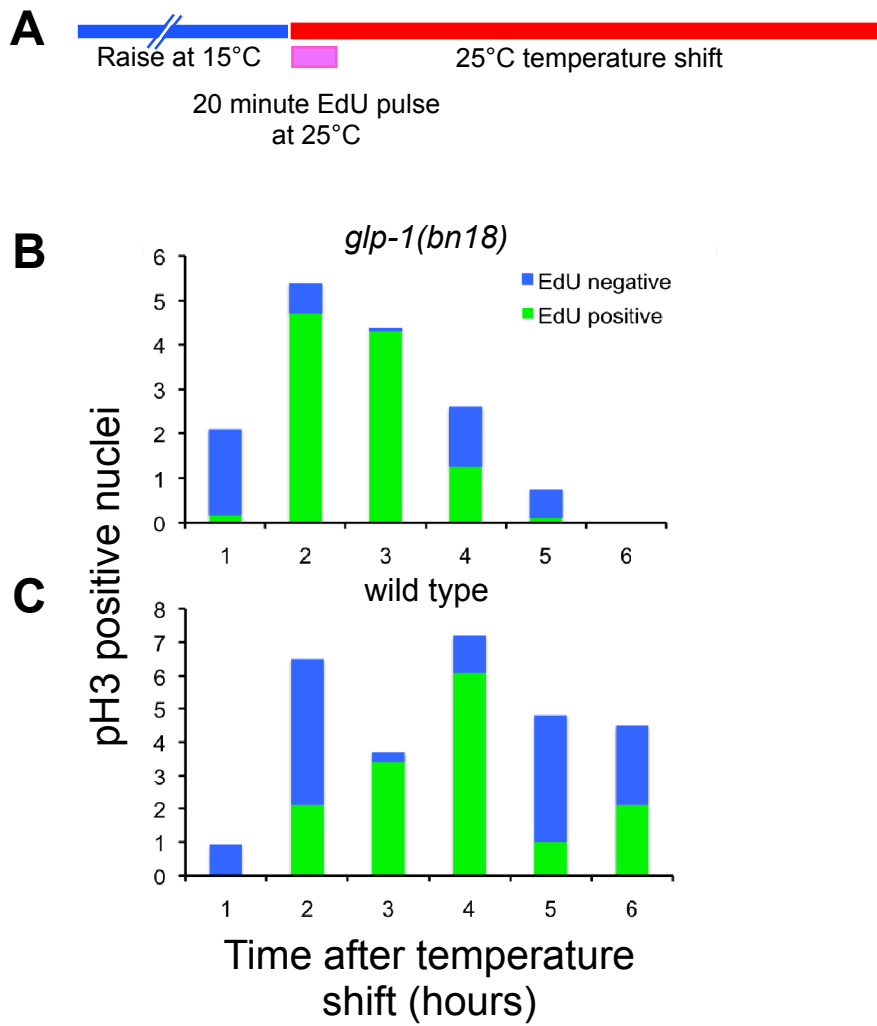 A
Raise at 15°C
25°C temperature shift
20 minute EdU pulse
at 25°C
B
glp-1(bn18)
EdU negative
EdU positive
6
5
4
3
2
1
0
1 2 3 4 5 6
C
wild type
8
7
6
5
4
3
2
1
0
1 2 3 4 5 6
pH3 positive nuclei
Time after temperature
shift (hours)